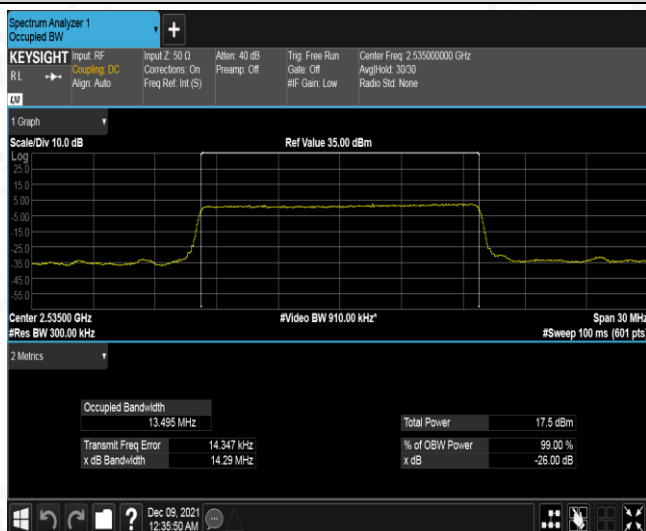 Spectrum Analyzer 1
Occupied BW
+
KEYSIGHT
RL
Input: RF
Coupling: DC
Align: Auto
Input Z: 50 Ω
Corrections: On
Freq Ref: Int (S)
Atten: 40 dB
Preamp: Off
Trig: Free Run
Gate: Off
#IF Gain: Low
Center Freq: 2.535000000 GHz
Avg|Hold: 30/30
Radio Std: None
1 Graph
Scale/Div 10.0 dB
Ref Value 35.00 dBm
Log
25.0
15.0
5.00
-5.00
-15.0
-25.0
-35.0
-45.0
-55.0
Center 2.53500 GHz
#Video BW 910.00 kHz*
Span 30 MHz
#Res BW 300.00 kHz
#Sweep 100 ms (601 pts)
2 Metrics
Occupied Bandwidth
13.495 MHz
Total Power 17.5 dBm
Transmit Freq Error 14.347 kHz
% of OBW Power 99.00 %
x dB Bandwidth 14.29 MHz
x dB -26.00 dB
?
Dec 09, 2021
12:35:50 AM